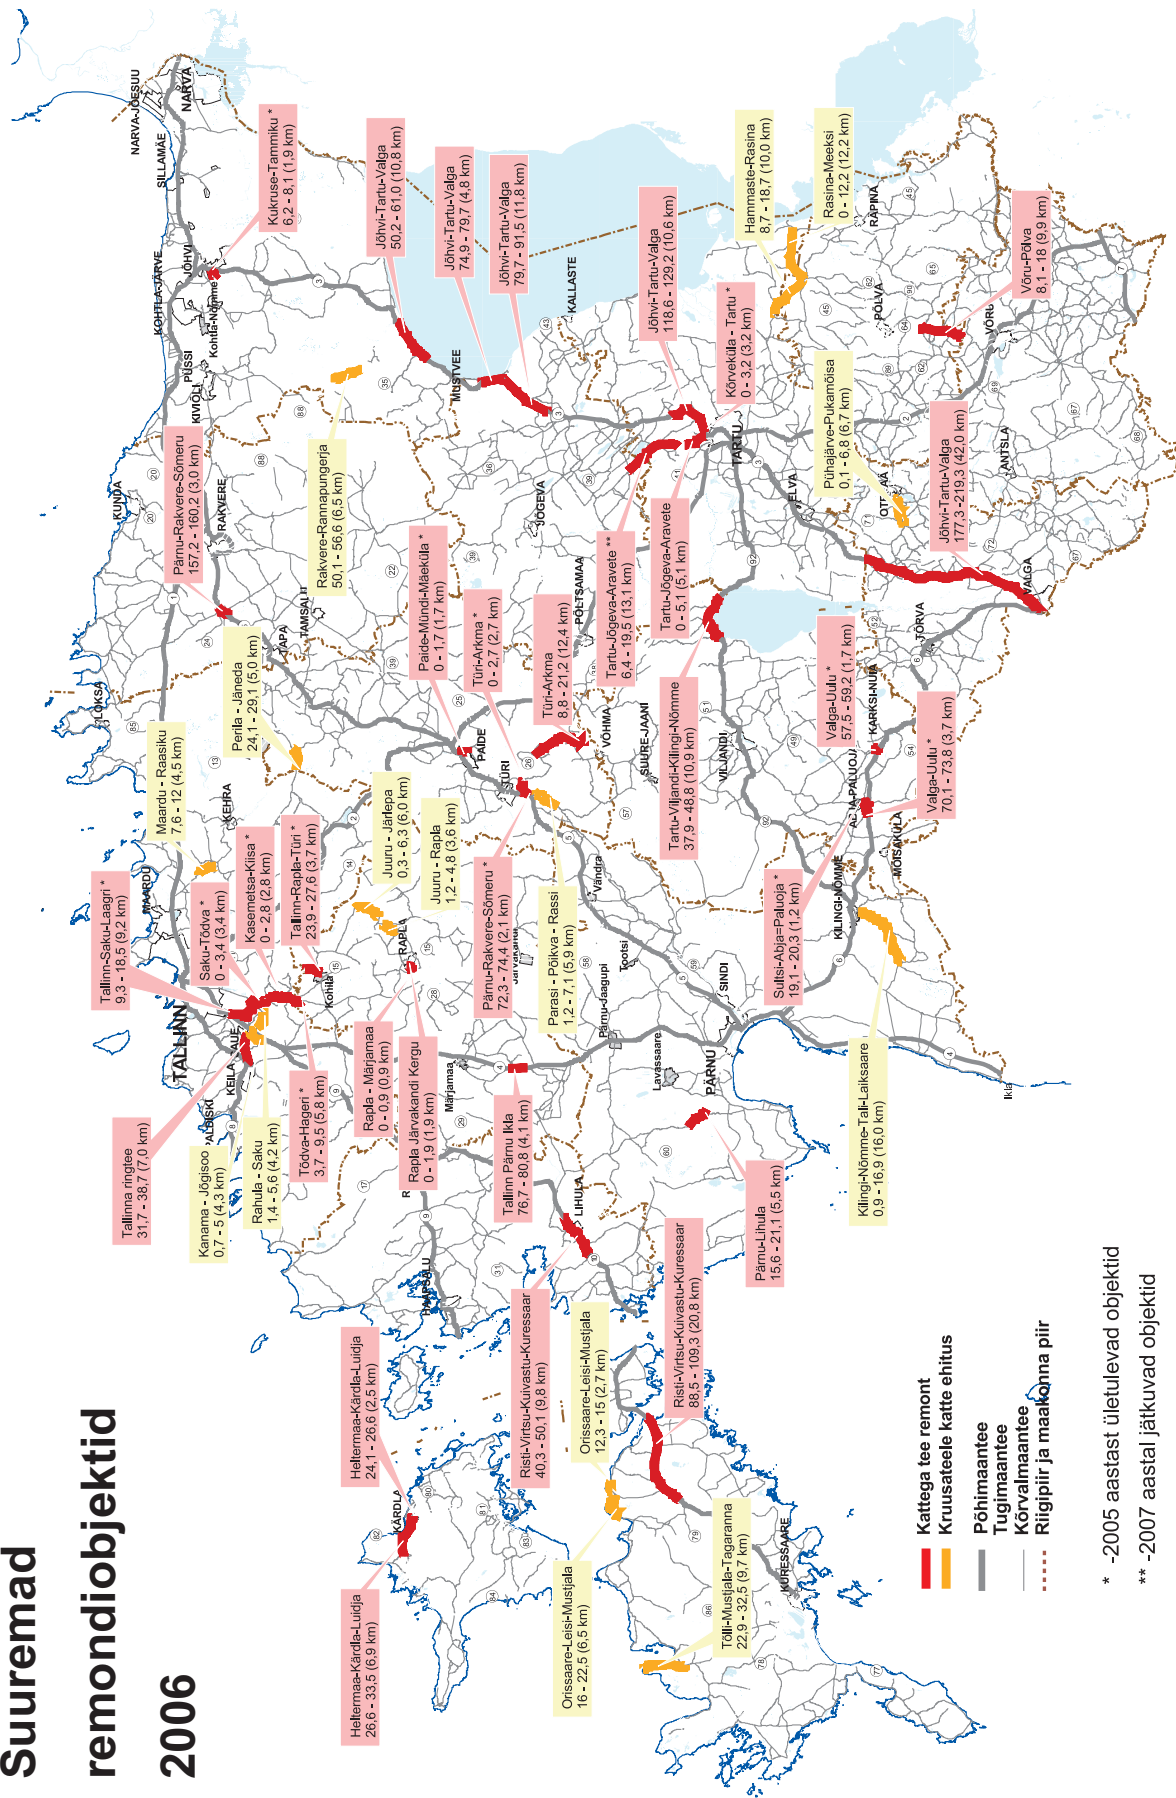 Suuremad
remondiobjektid
2006
Heltermaa-Kärdla-Luidja
26,6 - 33,5 (6,9 km)
Heltermaa-Kärdla-Luidja
24,1 - 26,6 (2,5 km)
Orissaare-Leisi-Mustjala
16 - 22,5 (6,5 km)
Orissaare-Leisi-Mustjala
12,3 - 15 (2,7 km)
Tõlli-Mustjala-Tagaranna
22,9 - 32,5 (9,7 km)
Risti-Virtsu-Kuivastu-Kuressaar
40,3 - 50,1 (9,8 km)
Risti-Virtsu-Kuivastu-Kuressaar
88,5 - 109,3 (20,8 km)
Pärnu-Lihula
15,6 - 21,1 (5,5 km)
Tallinna ringtee
31,7 - 38,7 (7,0 km)
Kanama - Jõgisoo
0,7 - 5 (4,3 km)
Rahula - Saku
1,4 - 5,6 (4,2 km)
Tõdva-Hageri *
3,7 - 9,5 (5,8 km)
Rapla - Märjamaa
0 - 0,9 (0,9 km)
Rapla Järvakandi Kergu
0 - 1,9 (1,9 km)
Tallinn Pärnu Ikla
76,7 - 80,8 (4,1 km)
Kilingi-Nõmme-Tali-Laiksaare
0,9 - 16,9 (16,0 km)
Tallinn-Saku-Laagri *
9,3 - 18,5 (9,2 km)
Saku-Tõdva *
0 - 3,4 (3,4 km)
Kasemetsa-Kiisa *
0 - 2,8 (2,8 km)
Tallinn-Rapla-Türi *
23,9 - 27,6 (3,7 km)
Maardu - Raasiku
7,6 - 12 (4,5 km)
Perila - Jäneda
24,1 - 29,1 (5,0 km)
Juuru - Järlepa
0,3 - 6,3 (6,0 km)
Juuru - Rapla
1,2 - 4,8 (3,6 km)
Pärnu-Rakvere-Sõmeru *
72,3 - 74,4 (2,1 km)
Parasi - Põikva - Rassi
1,2 - 7,1 (5,9 km)
Sultsi-Abja=Paluoja *
19,1 - 20,3 (1,2 km)
Valga-Uulu *
70,1 - 73,8 (3,7 km)
Valga-Uulu *
57,5 - 59,2 (1,7 km)
Tartu-Viljandi-Kilingi-Nõmme
37,9 - 48,8 (10,9 km)
Türi-Arkma
8,8 - 21,2 (12,4 km)
Türi-Arkma *
0 - 2,7 (2,7 km)
Paide-Mündi-Mäeküla *
0 - 1,7 (1,7 km)
Tartu-Jõgeva-Aravete **
6,4 - 19,5 (13,1 km)
Tartu-Jõgeva-Aravete
0 - 5,1 (5,1 km)
Pärnu-Rakvere-Sõmeru
157,2 - 160,2 (3,0 km)
Rakvere-Rannapungerja
50,1 - 56,6 (6,5 km)
Kukruse-Tammiku *
6,2 - 8,1 (1,9 km)
Jõhvi-Tartu-Valga
50,2 - 61,0 (10,8 km)
Jõhvi-Tartu-Valga
74,9 - 79,7 (4,8 km)
Jõhvi-Tartu-Valga
79,7 - 91,5 (11,8 km)
Jõhvi-Tartu-Valga
118,6 - 129,2 (10,6 km)
Kõrveküla - Tartu *
0 - 3,2 (3,2 km)
Hammaste-Rasina
8,7 - 18,7 (10,0 km)
Rasina-Meeksi
0 - 12,2 (12,2 km)
Pühajärve-Pukamõisa
0,1 - 6,8 (6,7 km)
Jõhvi-Tartu-Valga
177,3 -219,3 (42,0 km)
Võru-Põlva
8,1 - 18 (9,9 km)
KÄRDLA
KURESSAARE
HAAPSALU
LIHULA
Märjamaa
PALDISKI
KEILA
TALLINN
MAARDU
KEHRA
LOKSA
Kohila
RAPLA
Lavassaare
PÄRNU
SINDI
Pärnu-Jaagupi
Tootsi
Vändra
Ikla
KILINGI-NÕMME
MÕISAKÜLA
KARKSI-NUIA
VILJANDI
SUURE-JAANI
VÕHMA
TÜRI
PAIDE
TAPA
TAMSALU
RAKVERE
KUNDA
KIVIÕLI
PÜSSI
Kohtla-Nõmme
KOHTLA-JÄRVE
JÕHVI
SILLAMÄE
NARVA-JÕESUU
NARVA
MUSTVEE
JÕGEVA
PÕLTSAMAA
KALLASTE
TARTU
ELVA
TÕRVA
VALGA
ANTSLA
VÕRU
PÕLVA
RÄPINA
Kattega tee remont
Kruusateele katte ehitus
Põhimaantee
Tugimaantee
Kõrvalmaantee
Riigipiir ja maakonna piir
* -2005 aastast ületulevad objektid
** -2007 aastal jätkuvad objektid